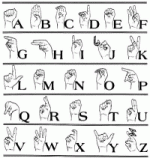 A B C D E F
G H I J K
L M N O P
Q R S T U
V W X Y Z